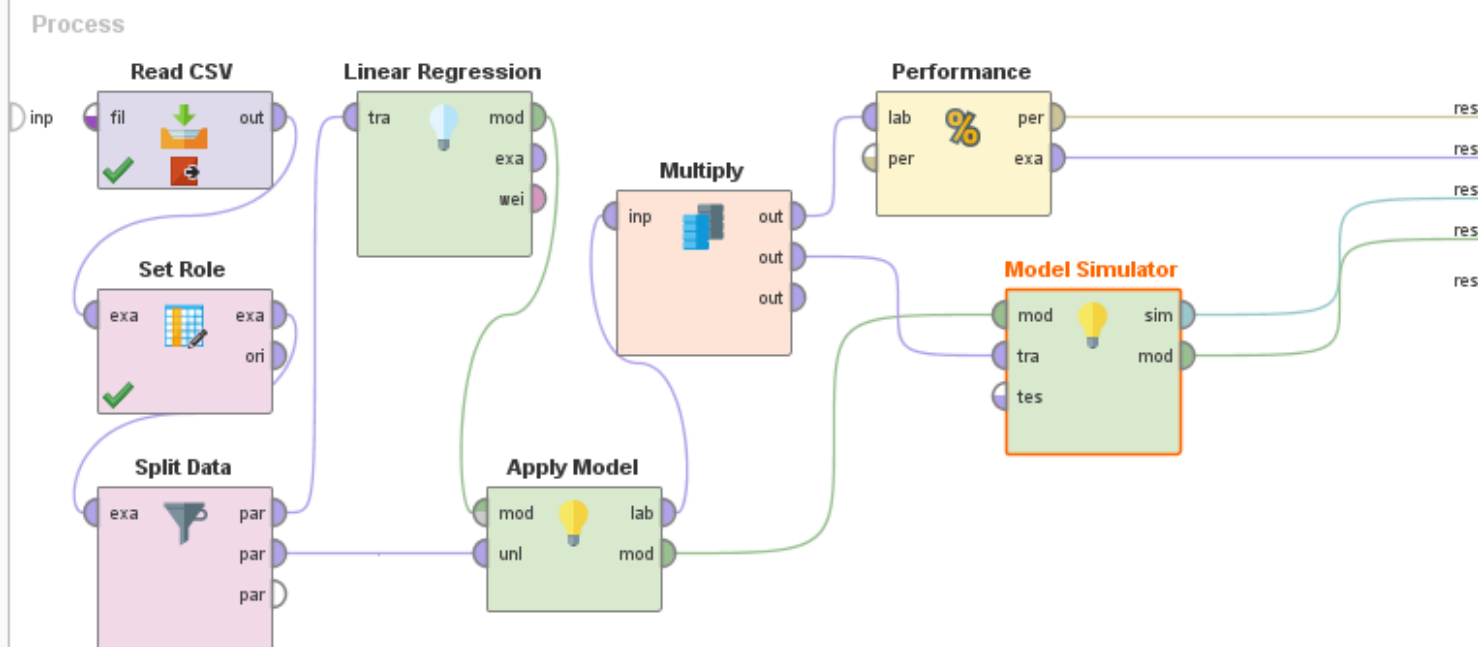 Process
Read CSV
Linear Regression
Performance
inp
fil
out
tra
mod
exa
wei
lab
per
per
exa
res
res
res
res
res
Multiply
inp
out
out
out
Set Role
exa
exa
ori
Model Simulator
mod
sim
tra
mod
tes
Split Data
exa
par
par
par
Apply Model
mod
lab
unl
mod